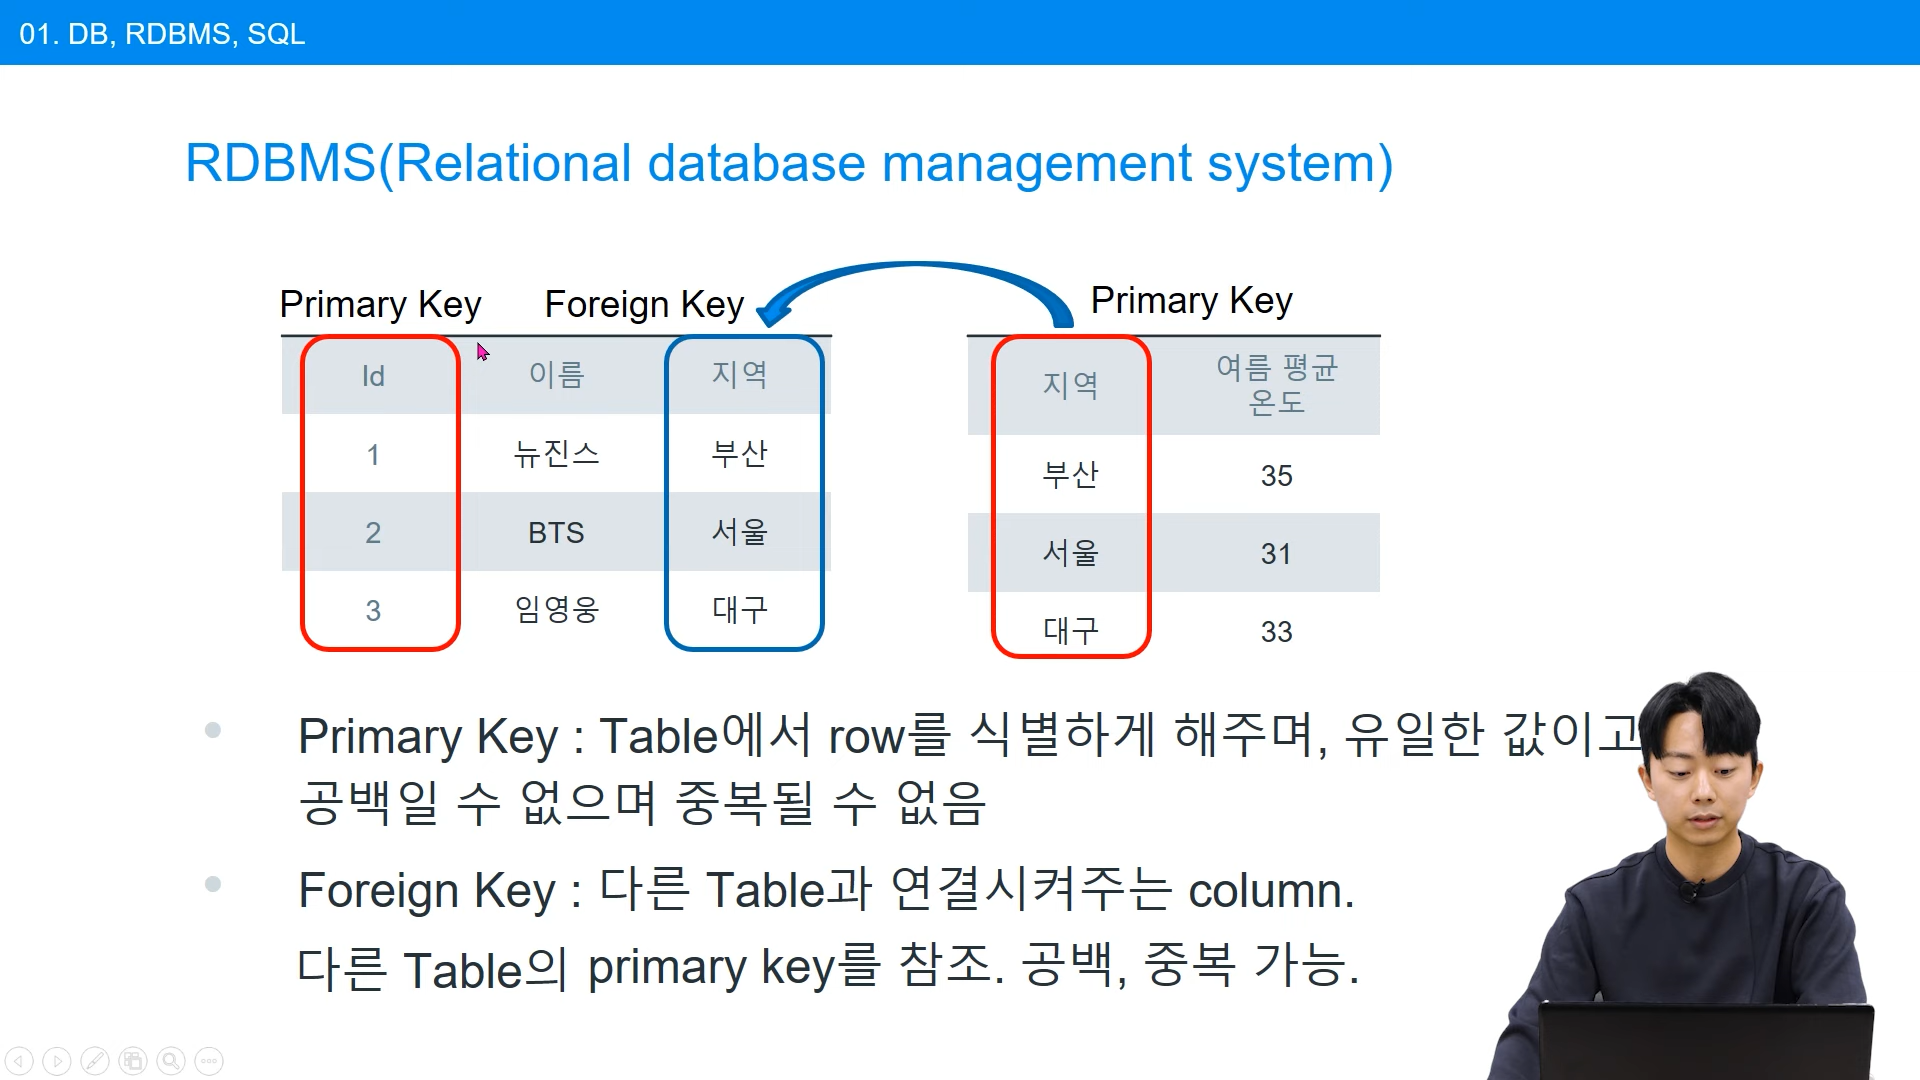 01. DB, RDBMS, SQL
RDBMS(Relational database management system)
Primary Key Foreign Key Primary Key
Id 이름 지역
1 뉴진스 부산
2 BTS 서울
3 임영웅 대구
지역 여름 평균
온도
부산 35
서울 31
대구 33
Primary Key : Table에서 row를 식별하게 해주며, 유일한 값이고
공백일 수 없으며 중복될 수 없음
Foreign Key : 다른 Table과 연결시켜주는 column.
다른 Table의 primary key를 참조. 공백, 중복 가능.